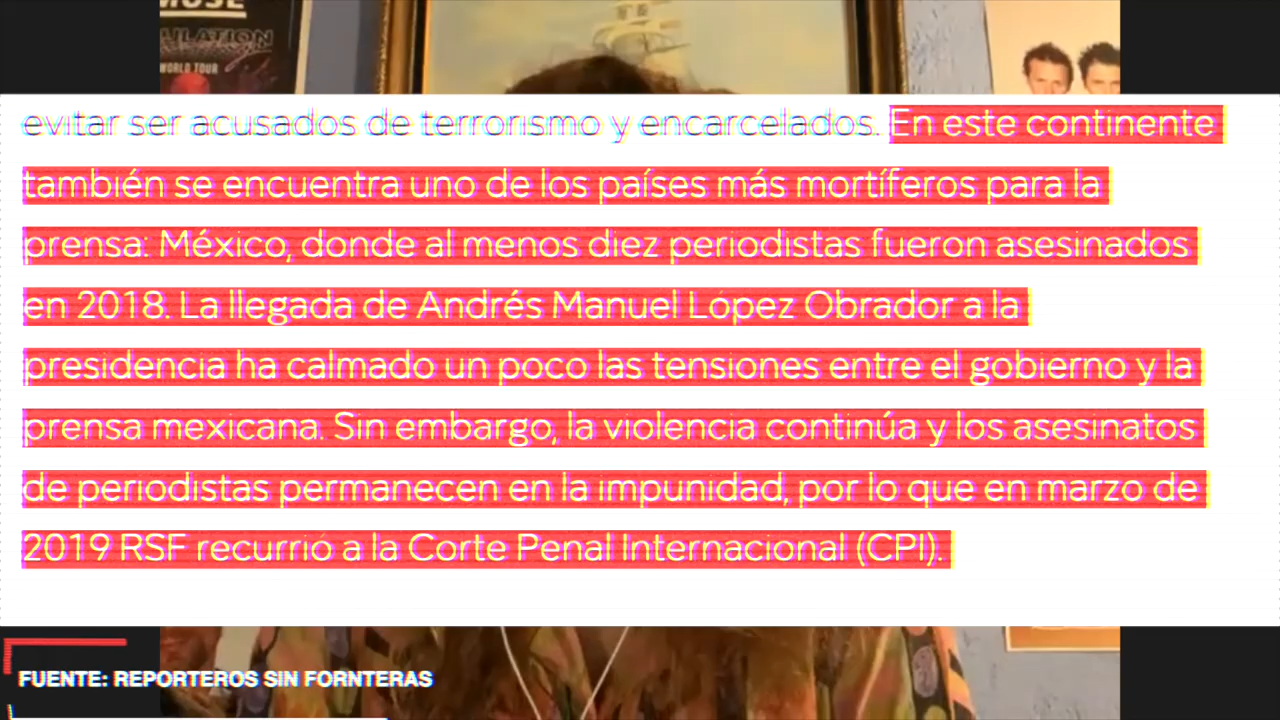 MUSE
ULATION
WORLD TOUR
evitar ser acusados de terrorismo y encarcelados. En este continente
también se encuentra uno de los países más mortíferos para la
prensa: México, donde al menos diez periodistas fueron asesinados
en 2018. La llegada de Andrés Manuel López Obrador a la
presidencia ha calmado un poco las tensiones entre el gobierno y la
prensa mexicana. Sin embargo, la violencia continúa y los asesinatos
de periodistas permanecen en la impunidad, por lo que en marzo de
2019 RSF recurrió a la Corte Penal Internacional (CPI).
FUENTE: REPORTEROS SIN FORNTERAS